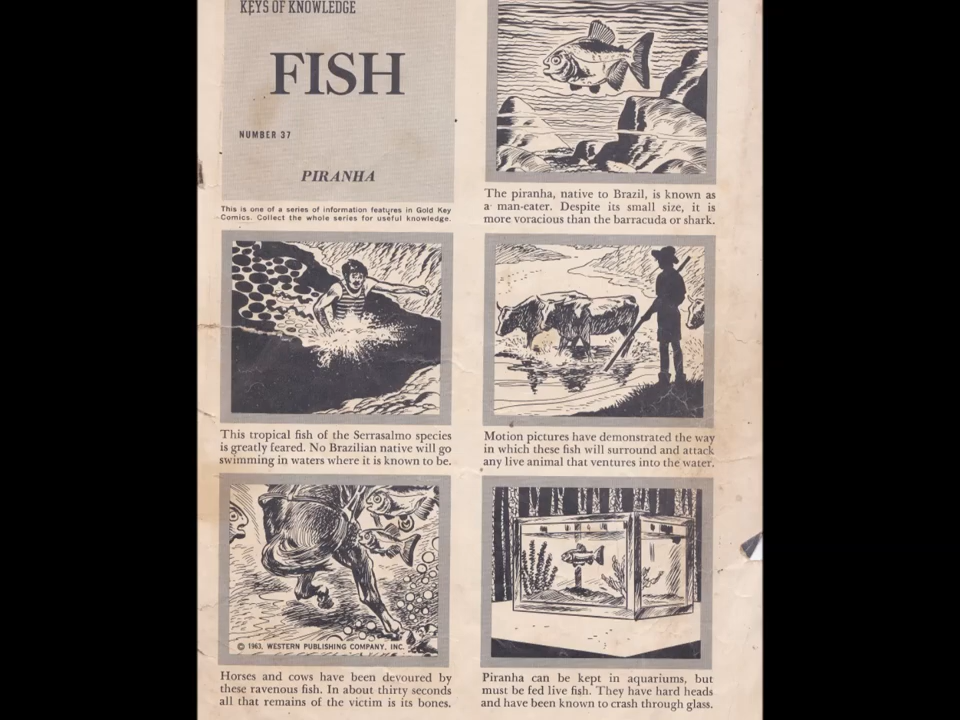 KEYS OF KNOWLEDGE
FISH
NUMBER 37
PIRANHA
This is one of a series of information features in Gold Key
Comics. Collect the whole series for useful knowledge.
The piranha, native to Brazil, is known as
a man-eater. Despite its small size, it is
more voracious than the barracuda or shark.
This tropical fish of the Serrasalmo species
is greatly feared. No Brazilian native will go
swimming in waters where it is known to be.
Motion pictures have demonstrated the way
in which these fish will surround and attack
any live animal that ventures into the water.
© 1963, WESTERN PUBLISHING COMPANY, INC.
Horses and cows have been devoured by
these ravenous fish. In about thirty seconds
all that remains of the victim is its bones.
Piranha can be kept in aquariums, but
must be fed live fish. They have hard heads
and have been known to crash through glass.